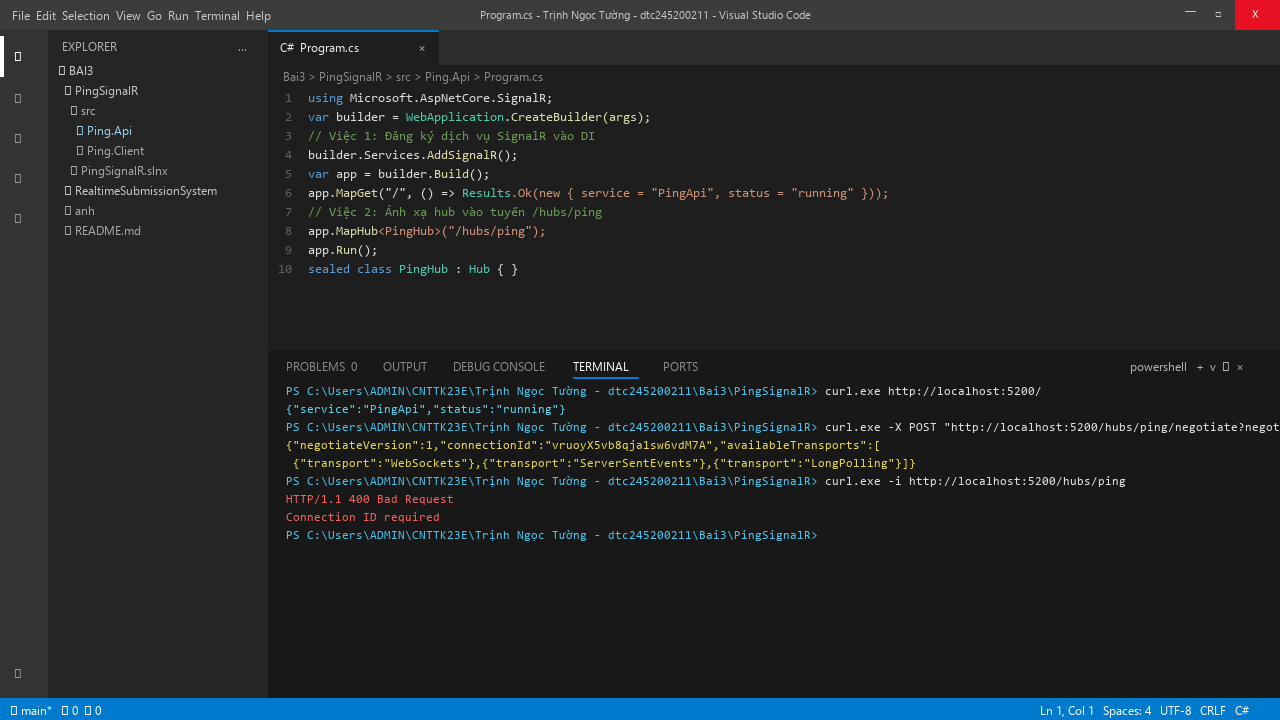 File Edit Selection View Go Run Terminal Help
Program.cs - Trịnh Ngọc Tường - dtc245200211 - Visual Studio Code
EXPLORER ...
BAI3
PingSignalR
src
Ping.Api
Ping.Client
PingSignalR.slnx
RealtimeSubmissionSystem
anh
README.md
C# Program.cs ×
Bai3 > PingSignalR > src > Ping.Api > Program.cs
1 using Microsoft.AspNetCore.SignalR;
2 var builder = WebApplication.CreateBuilder(args);
3 // Việc 1: Đăng ký dịch vụ SignalR vào DI
4 builder.Services.AddSignalR();
5 var app = builder.Build();
6 app.MapGet("/", () => Results.Ok(new { service = "PingApi", status = "running" }));
7 // Việc 2: Ánh xạ hub vào tuyến /hubs/ping
8 app.MapHub<PingHub>("/hubs/ping");
9 app.Run();
10 sealed class PingHub : Hub { }
PROBLEMS 0 OUTPUT DEBUG CONSOLE TERMINAL PORTS powershell + v ×
PS C:\Users\ADMIN\CNTTK23E\Trịnh Ngọc Tường - dtc245200211\Bai3\PingSignalR> curl.exe http://localhost:5200/
{"service":"PingApi","status":"running"}
PS C:\Users\ADMIN\CNTTK23E\Trịnh Ngọc Tường - dtc245200211\Bai3\PingSignalR> curl.exe -X POST "http://localhost:5200/hubs/ping/negotiate?negot
{"negotiateVersion":1,"connectionId":"vruoyX5vb8qja1sw6vdM7A","availableTransports":[
{"transport":"WebSockets"},{"transport":"ServerSentEvents"},{"transport":"LongPolling"}]}
PS C:\Users\ADMIN\CNTTK23E\Trịnh Ngọc Tường - dtc245200211\Bai3\PingSignalR> curl.exe -i http://localhost:5200/hubs/ping
HTTP/1.1 400 Bad Request
Connection ID required
PS C:\Users\ADMIN\CNTTK23E\Trịnh Ngọc Tường - dtc245200211\Bai3\PingSignalR>
main* 0 0 Ln 1, Col 1 Spaces: 4 UTF-8 CRLF C#